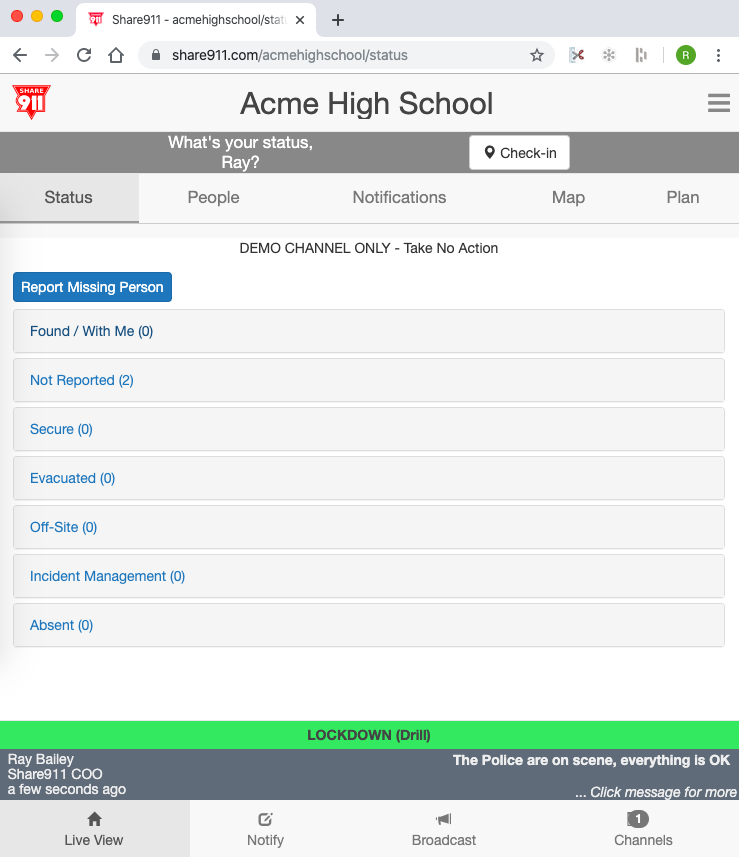 Share911 - acmehighschool/stat
share911.com/acmehighschool/status
R
SHARE
911
Acme High School
What's your status,
Ray?
Check-in
Status People Notifications Map Plan
DEMO CHANNEL ONLY - Take No Action
Report Missing Person
Found / With Me (0)
Not Reported (2)
Secure (0)
Evacuated (0)
Off-Site (0)
Incident Management (0)
Absent (0)
LOCKDOWN (Drill)
Ray Bailey
The Police are on scene, everything is OK
Share911 COO
a few seconds ago
... Click message for more
1
Live View Notify Broadcast Channels